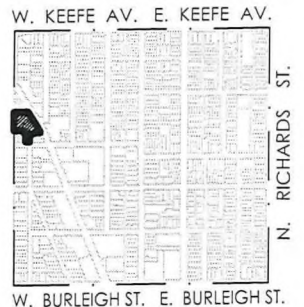 W. KEEFE AV. E. KEEFE AV.
N. RICHARDS ST.
W. BURLEIGH ST. E. BURLEIGH ST.